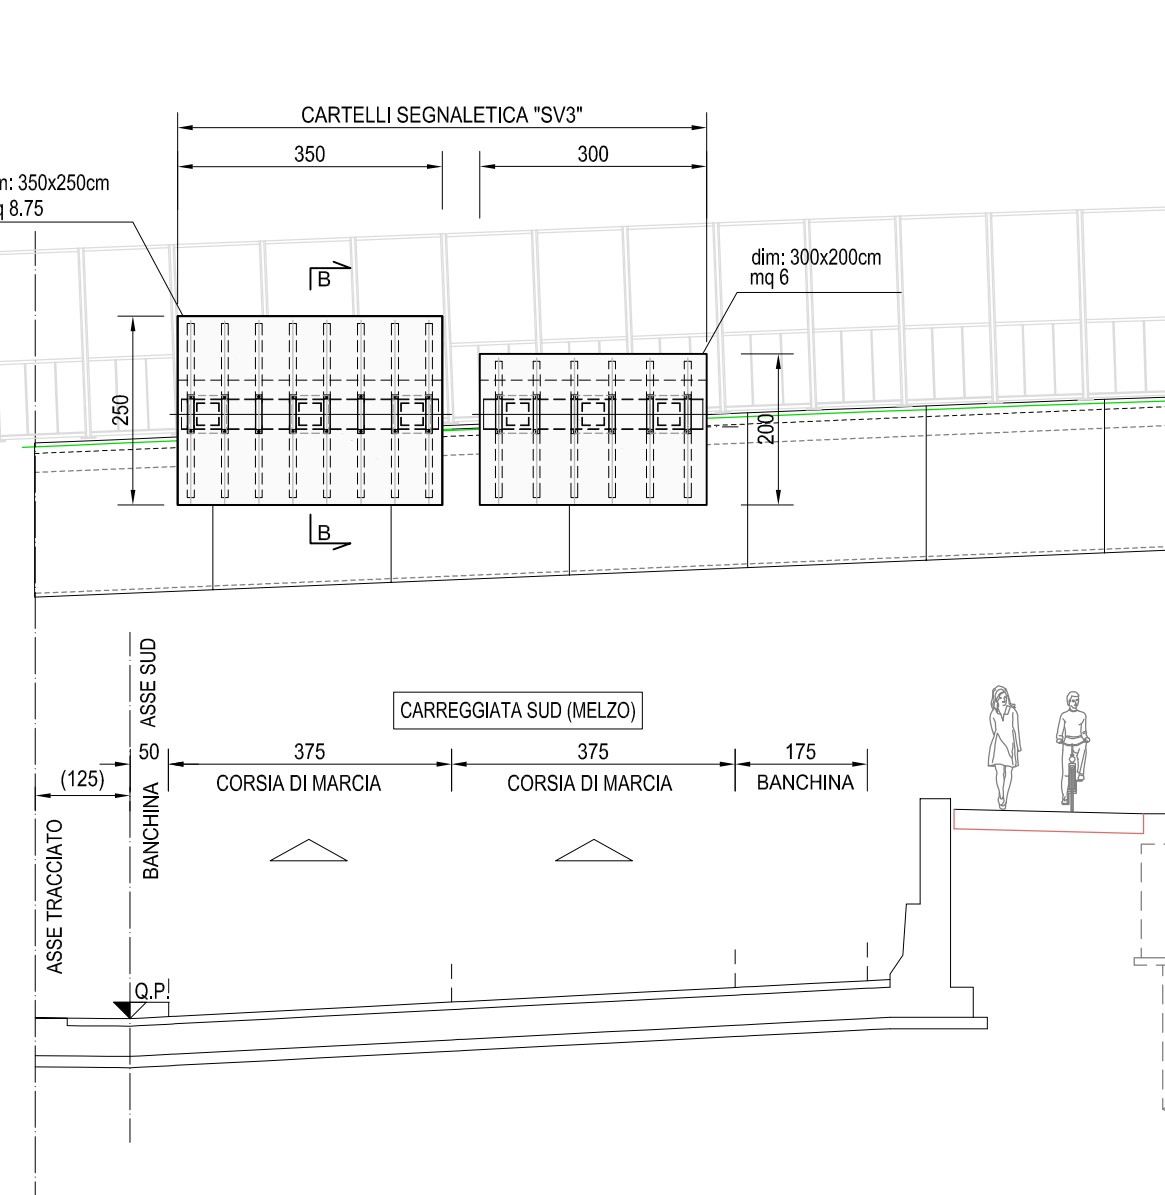 CARTELLI SEGNALETICA "SV3"
350
300
m: 350x250cm
q 8.75
B
dim: 300x200cm
mq 6
250
200
B
ASSE SUD
CARREGGIATA SUD (MELZO)
50
375
375
175
(125)
CORSIA DI MARCIA
CORSIA DI MARCIA
BANCHINA
BANCHINA
ASSE TRACCIATO
Q.P.